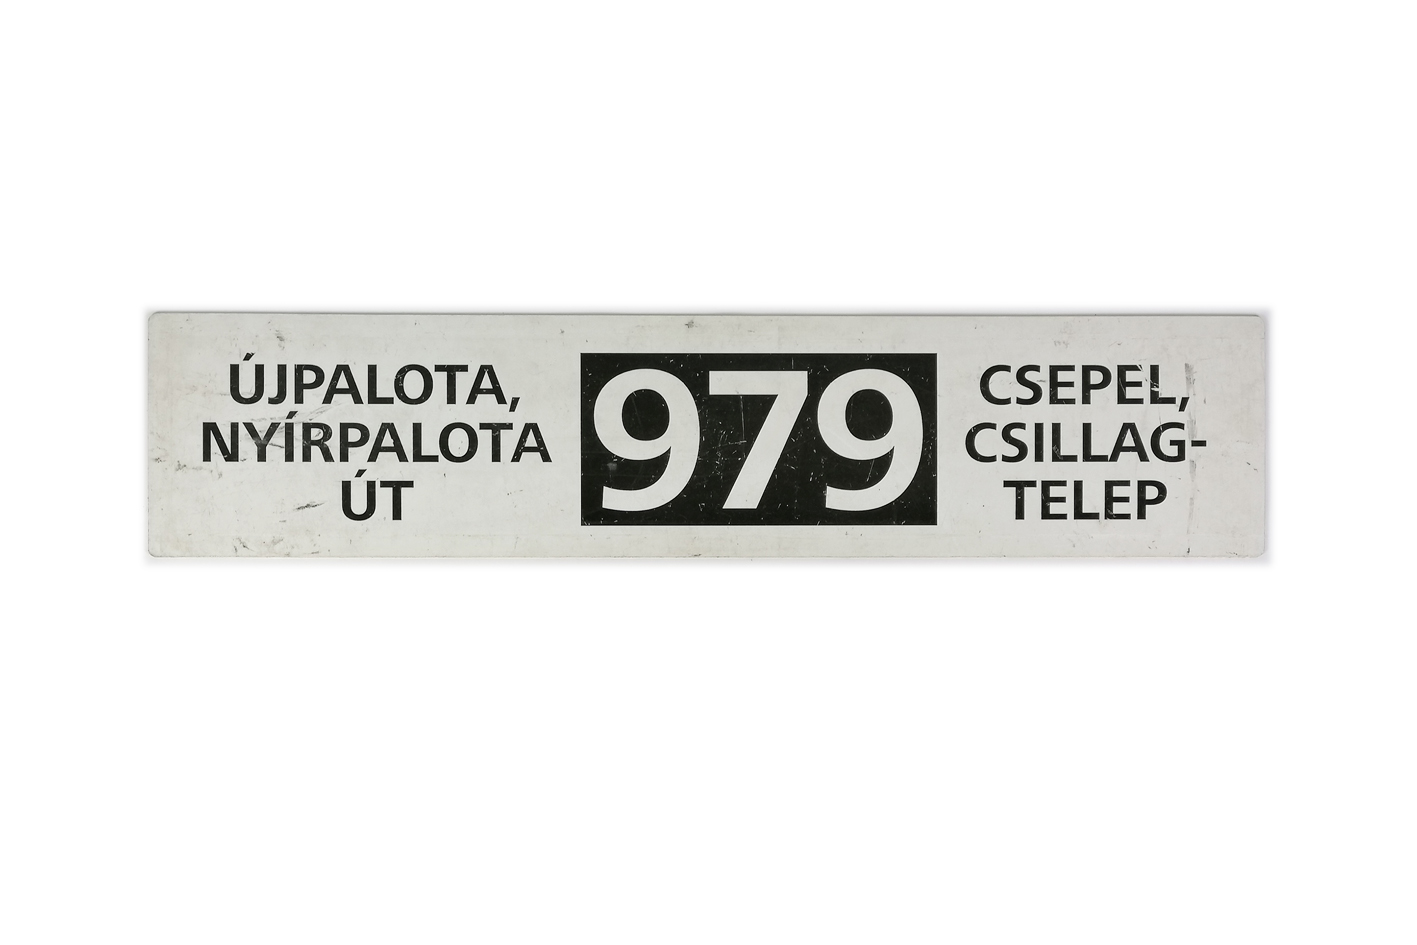 ÚJPALOTA,
NYÍRPALOTA
ÚT
979
CSEPEL,
CSILLAG-
TELEP